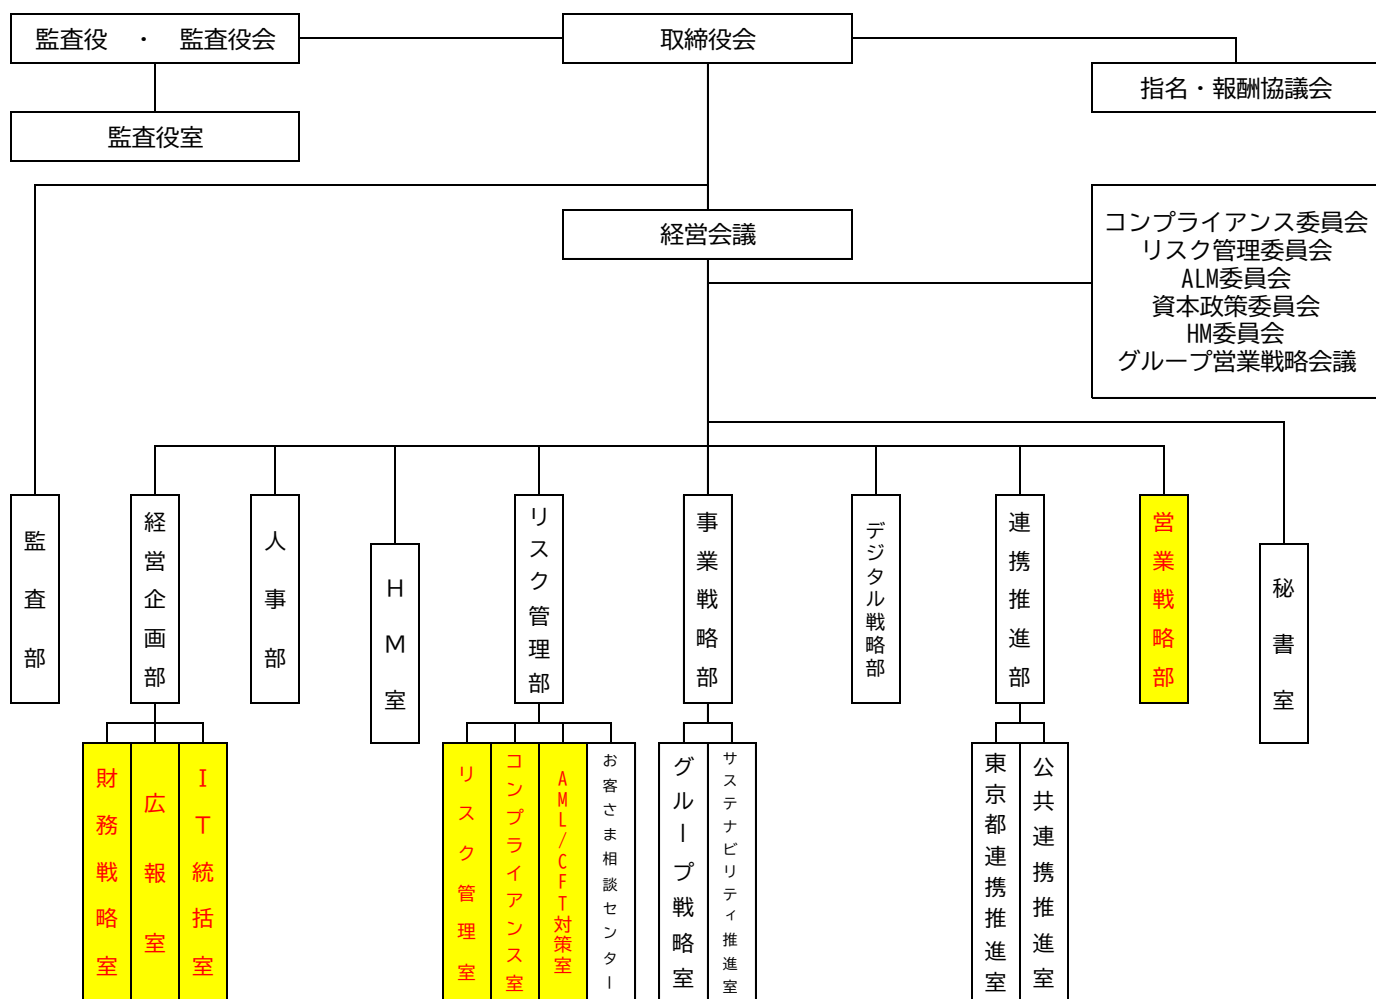 監査役　・　監査役会
取締役会
指名・報酬協議会
監査役室
経営会議
コンプライアンス委員会
リスク管理委員会
ALM委員会
資本政策委員会
HM委員会
グループ営業戦略会議
監査部
経営企画部
人事部
HM室
リスク管理部
事業戦略部
デジタル戦略部
連携推進部
営業戦略部
秘書室
財務戦略室
広報室
IT統括室
リスク管理室
コンプライアンス室
AML/CFT対策室
お客さま相談センター
グループ戦略室
サステナビリティ推進室
東京都連携推進室
公共連携推進室